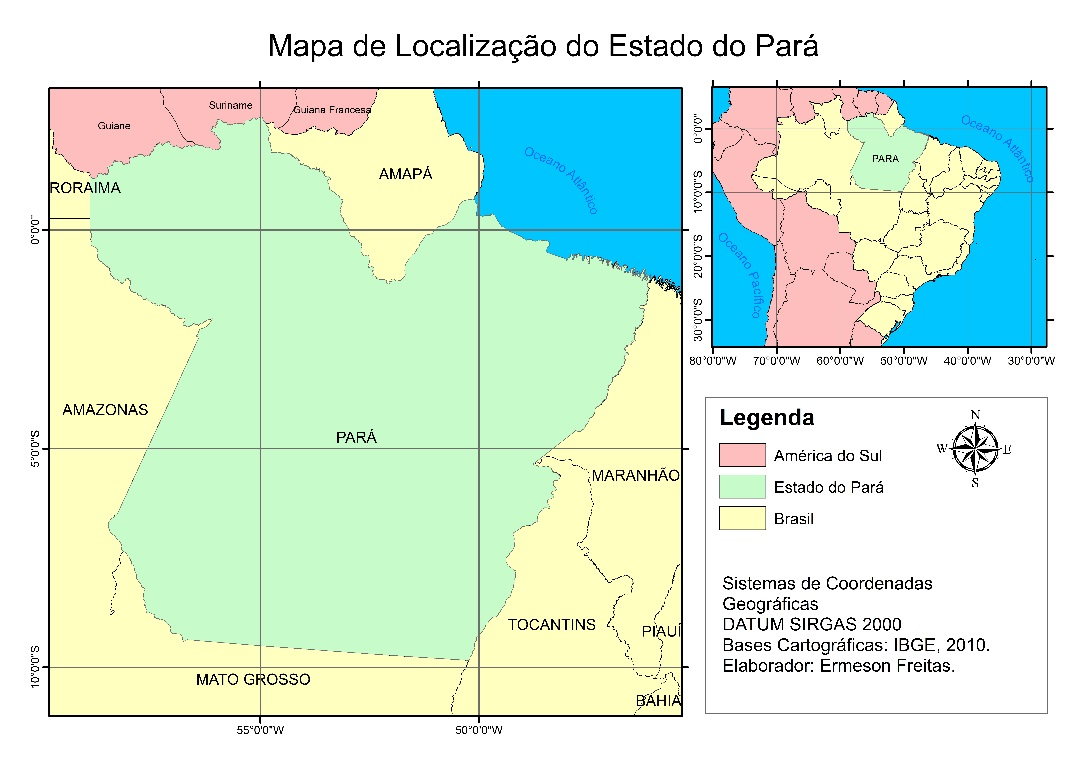 Mapa de Localização do Estado do Pará
Guiane
Suriname
Guiana Francesa
RORAIMA
AMAPÁ
Oceano Atlântico
AMAZONAS
PARÁ
MARANHÃO
TOCANTINS
PIAUÍ
MATO GROSSO
BAHIA
0°0'0"
5°0'0"S
10°0'0"S
55°0'0"W
50°0'0"W
PARÁ
Oceano Atlântico
Oceano Pacífico
0°0'0"
10°0'0"S
20°0'0"S
30°0'0"S
80°0'0"W
70°0'0"W
60°0'0"W
50°0'0"W
40°0'0"W
30°0'0"W
Legenda
América do Sul
Estado do Pará
Brasil
N
W
E
S
Sistemas de Coordenadas
Geográficas
DATUM SIRGAS 2000
Bases Cartográficas: IBGE, 2010.
Elaborador: Ermeson Freitas.